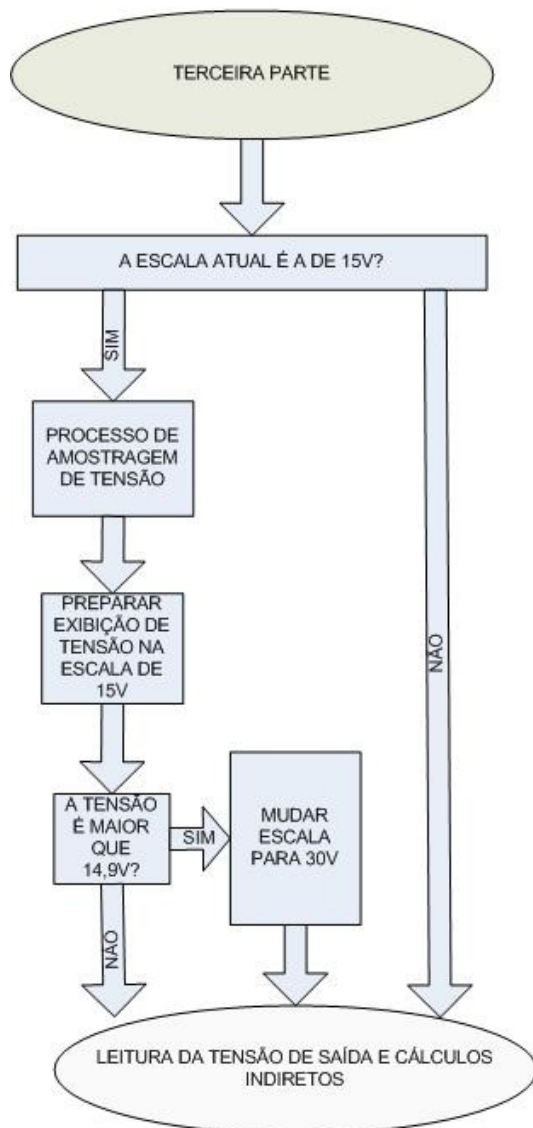 TERCEIRA PARTE
A ESCALA ATUAL É A DE 15V?
SIM
NÃO
PROCESSO DE
AMOSTRAGEM
DE TENSÃO
PREPARAR
EXIBIÇÃO DE
TENSÃO NA
ESCALA DE
15V
A TENSÃO
É MAIOR
QUE
14,9V?
SIM
MUDAR
ESCALA
PARA 30V
NÃO
LEITURA DA TENSÃO DE SAÍDA E CÁLCULOS
INDIRETOS